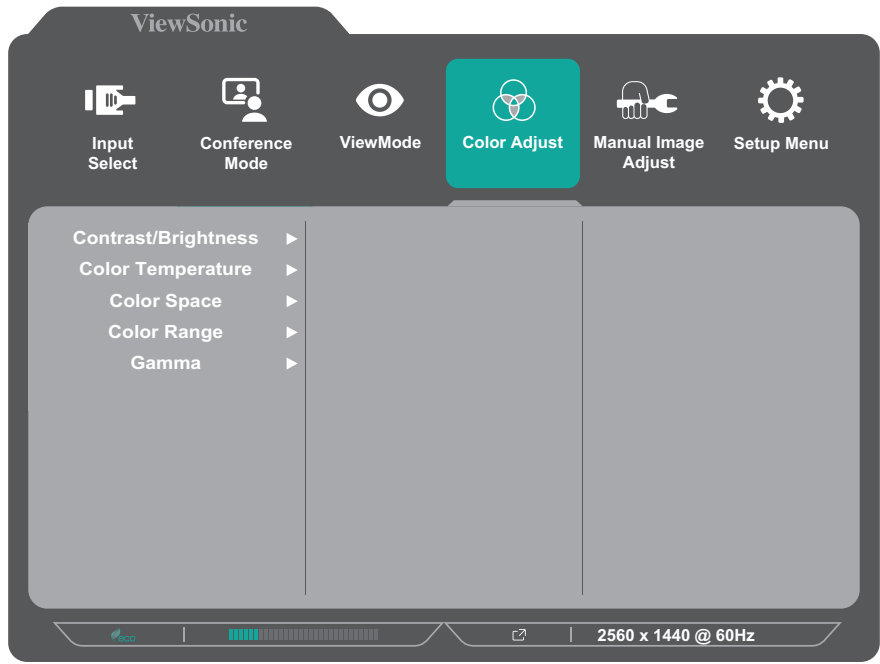 ViewSonic
Input
Select
Conference
Mode
ViewMode
Color Adjust
Manual Image
Adjust
Setup Menu
Contrast/Brightness
Color Temperature
Color Space
Color Range
Gamma
eco
2560 x 1440 @ 60Hz